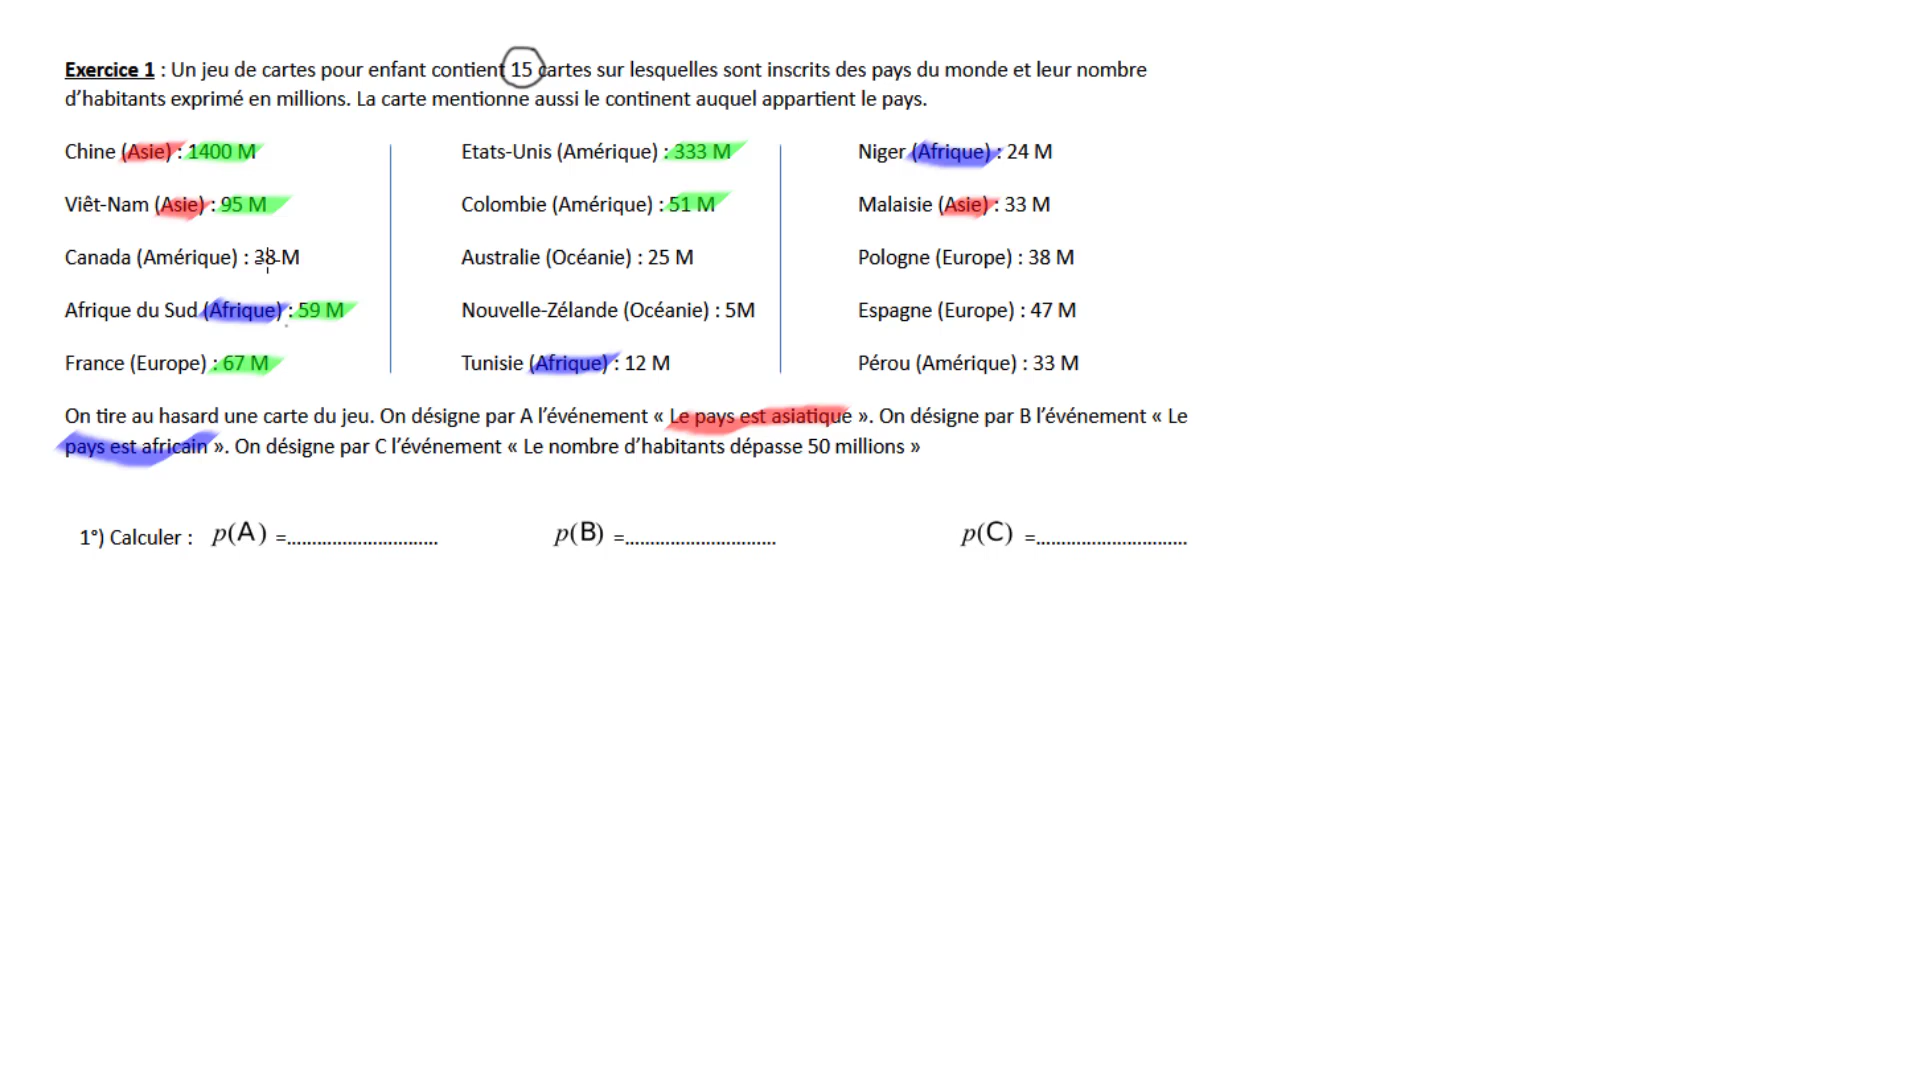 Exercice 1 : Un jeu de cartes pour enfant contient 15 cartes sur lesquelles sont inscrits des pays du monde et leur nombre
d'habitants exprimé en millions. La carte mentionne aussi le continent auquel appartient le pays.
Chine (Asie) : 1400 M
Viêt-Nam (Asie) : 95 M
Canada (Amérique) : 38 M
Afrique du Sud (Afrique) : 59 M
France (Europe) : 67 M
Etats-Unis (Amérique) : 333 M
Colombie (Amérique) : 51 M
Australie (Océanie) : 25 M
Nouvelle-Zélande (Océanie) : 5M
Tunisie (Afrique) : 12 M
Niger (Afrique) : 24 M
Malaisie (Asie) : 33 M
Pologne (Europe) : 38 M
Espagne (Europe) : 47 M
Pérou (Amérique) : 33 M
On tire au hasard une carte du jeu. On désigne par A l'événement « Le pays est asiatique ». On désigne par B l'événement « Le
pays est africain ». On désigne par C l'événement « Le nombre d'habitants dépasse 50 millions »
1°) Calculer : p(A) =.............................. p(B) =.............................. p(C) =..............................